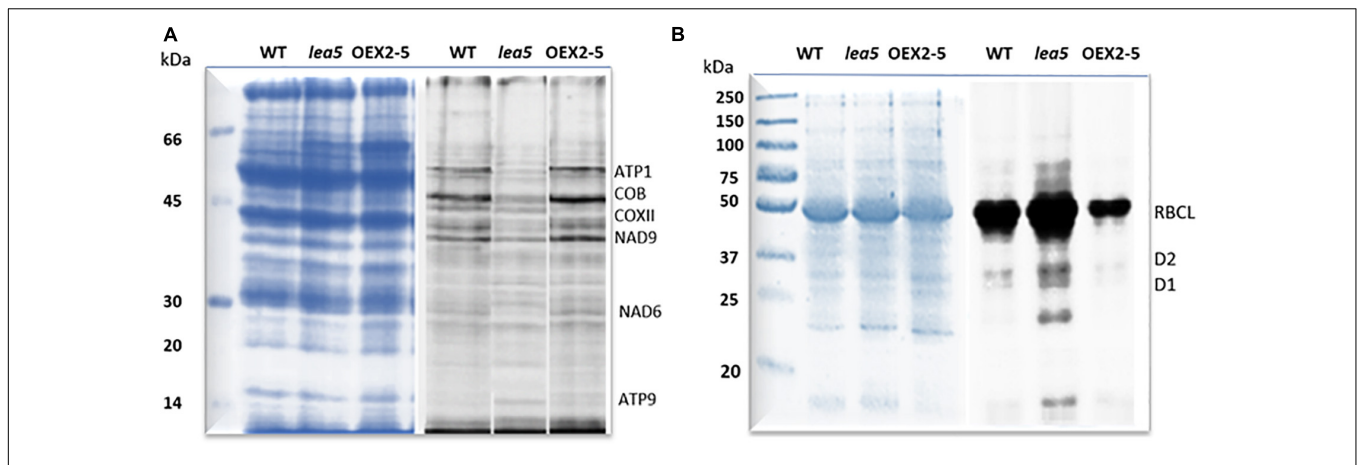 A
WT lea5 OEX2-5 WT lea5 OEX2-5
kDa
66
45
30
20
14
ATP1
COB
COXII
NAD9
NAD6
ATP9
B
WT lea5 OEX2-5 WT lea5 OEX2-5
kDa
250
150
100
75
50
37
25
20
RBCL
D2
D1